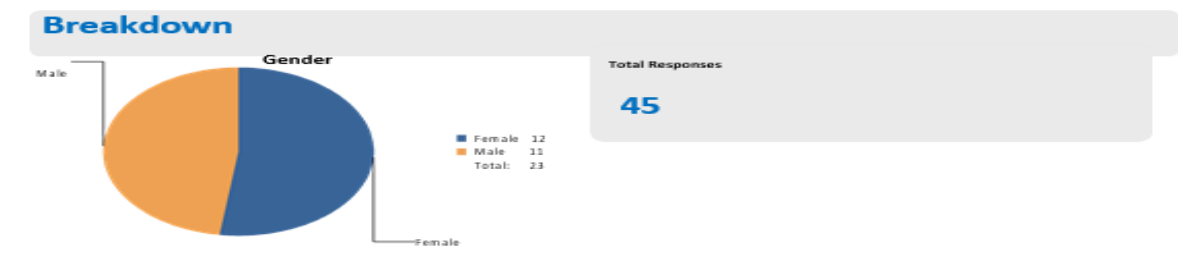 Breakdown
Gender
Male
Female 12
Male 11
Total: 23
Female
Total Responses
45